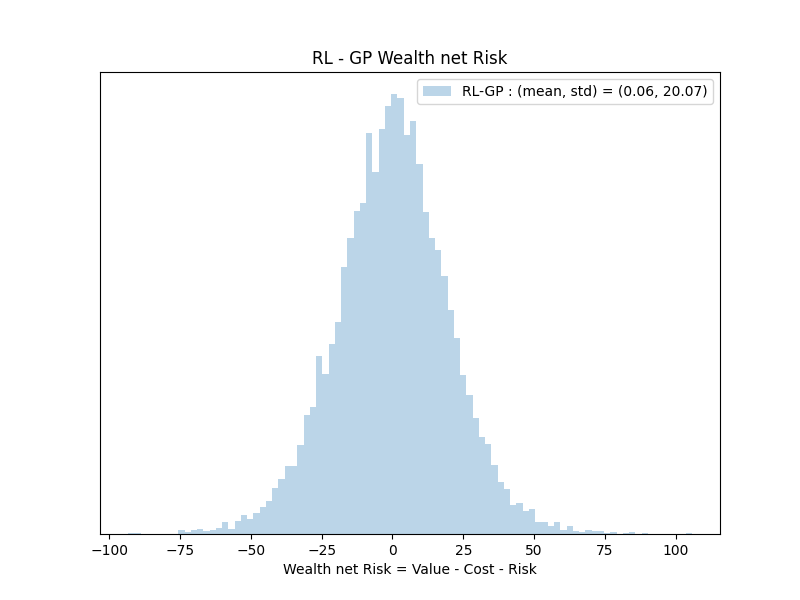 RL - GP Wealth net Risk
RL-GP : (mean, std) = (0.06, 20.07)
−100 −75 −50 −25 0 25 50 75 100
Wealth net Risk = Value - Cost - Risk